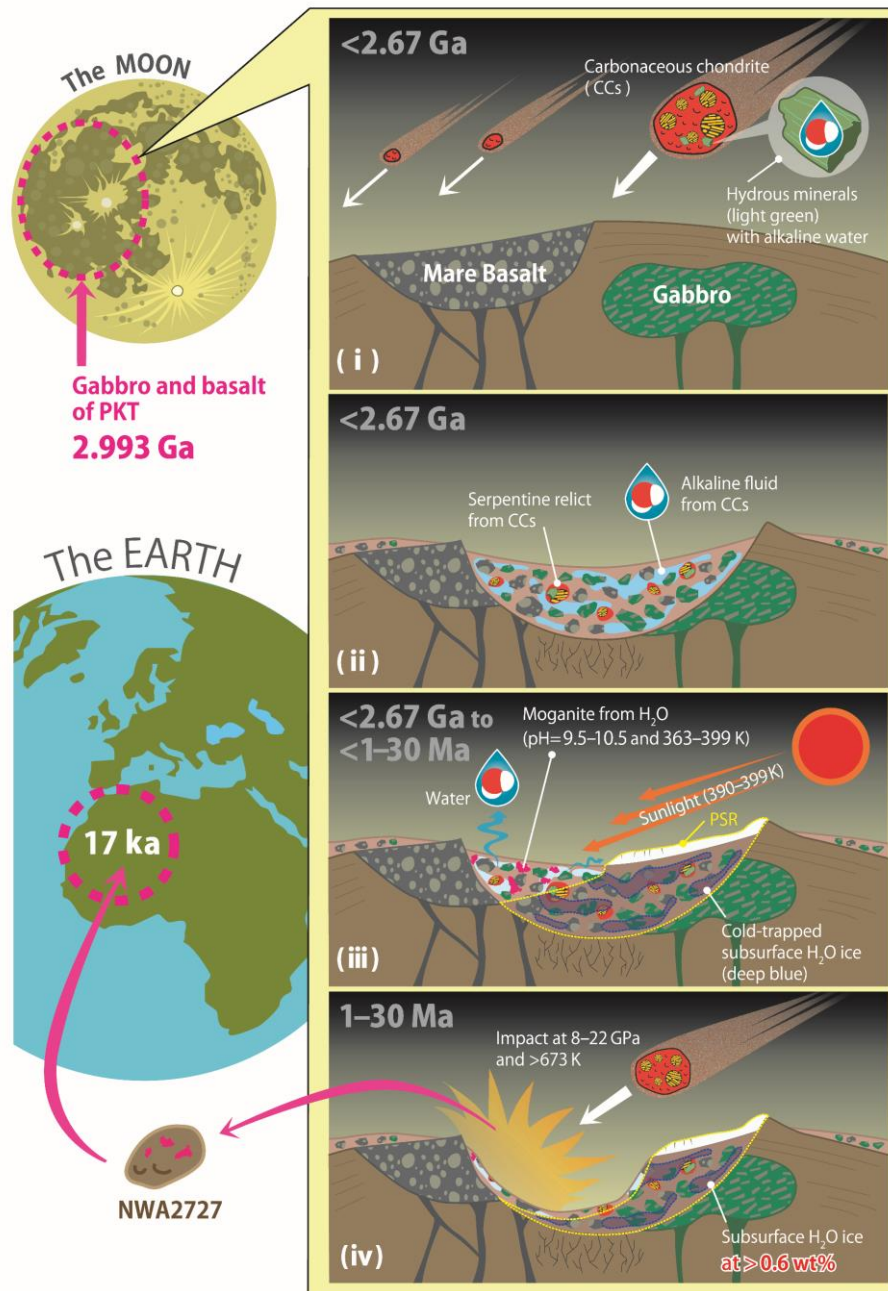 The MOON
Gabbro and basalt
of PKT
2.993 Ga
The EARTH
17 ka
NWA2727
<2.67 Ga
Carbonaceous chondrite
( CCs )
Hydrous minerals
(light green)
with alkaline water
Mare Basalt
Gabbro
( i )
<2.67 Ga
Serpentine relict
from CCs
Alkaline fluid
from CCs
(ii)
<2.67 Ga to
<1–30 Ma
Moganite from H₂O
(pH= 9.5–10.5 and 363–399 K)
Water
Sunlight (390–399 K)
PSR
Cold-trapped
subsurface H₂O ice
(deep blue)
(iii)
1–30 Ma
Impact at 8–22 GPa
and >673 K
Subsurface H₂O ice
at > 0.6 wt%
(iv)